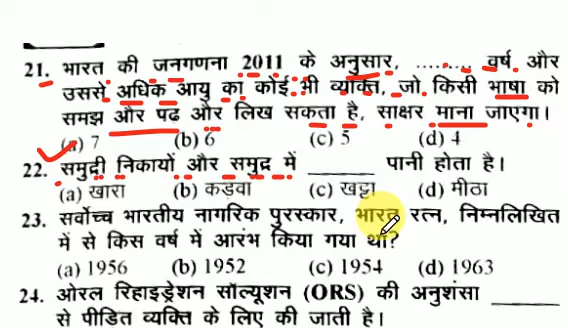 21. भारत की जनगणना 2011 के अनुसार, ......... वर्ष और
उससे अधिक आयु का कोई भी व्यक्ति, जो किसी भाषा को
समझ और पढ और लिख सकता है, साक्षर माना जाएगा।
(a) 7 (b) 6 (c) 5 (d) 4
22. समुद्री निकायों और समुद्र में ______ पानी होता है।
(a) खारा (b) कड़वा (c) खट्टा (d) मीठा
23. सर्वोच्च भारतीय नागरिक पुरस्कार, भारत रत्न, निम्नलिखित
में से किस वर्ष में आरंभ किया गया था?
(a) 1956 (b) 1952 (c) 1954 (d) 1963
24. ओरल रिहाइड्रेशन सॉल्यूशन (ORS) की अनुशंसा ______
से पीड़ित व्यक्ति के लिए की जाती है।